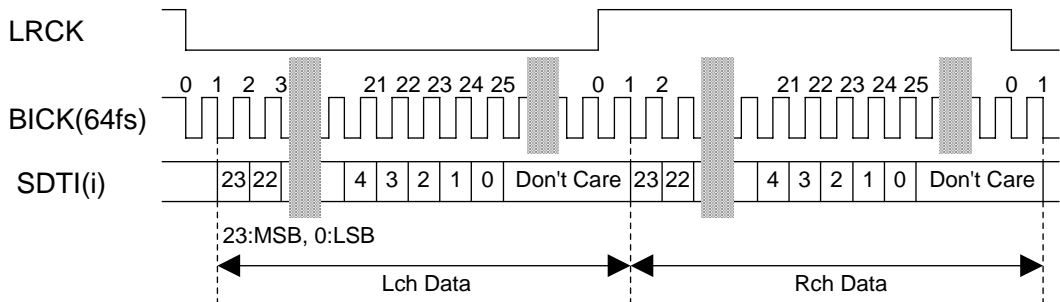 LRCK
0 1 2 3 21 22 23 24 25 0 1 2 21 22 23 24 25 0 1
BICK(64fs)
SDTI(i) 23 22 4 3 2 1 0 Don't Care 23 22 4 3 2 1 0 Don't Care
23:MSB, 0:LSB
Lch Data Rch Data